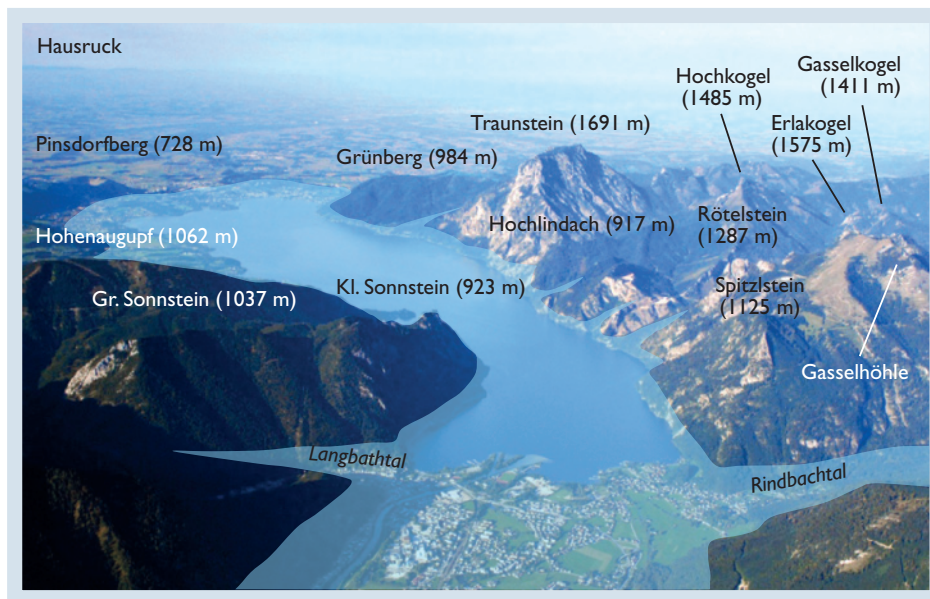 Hausruck
Gasselkogel
(1411 m)
Hochkogel
(1485 m)
Traunstein (1691 m)
Erlakogel
(1575 m)
Pinsdorfberg (728 m)
Grünberg (984 m)
Hochlindach (917 m)
Rötelstein
(1287 m)
Hohenaugupf (1062 m)
Kl. Sonnstein (923 m)
Spitzlstein
(1125 m)
Gr. Sonnstein (1037 m)
Gasselhöhle
Langbathtal
Rindbachtal